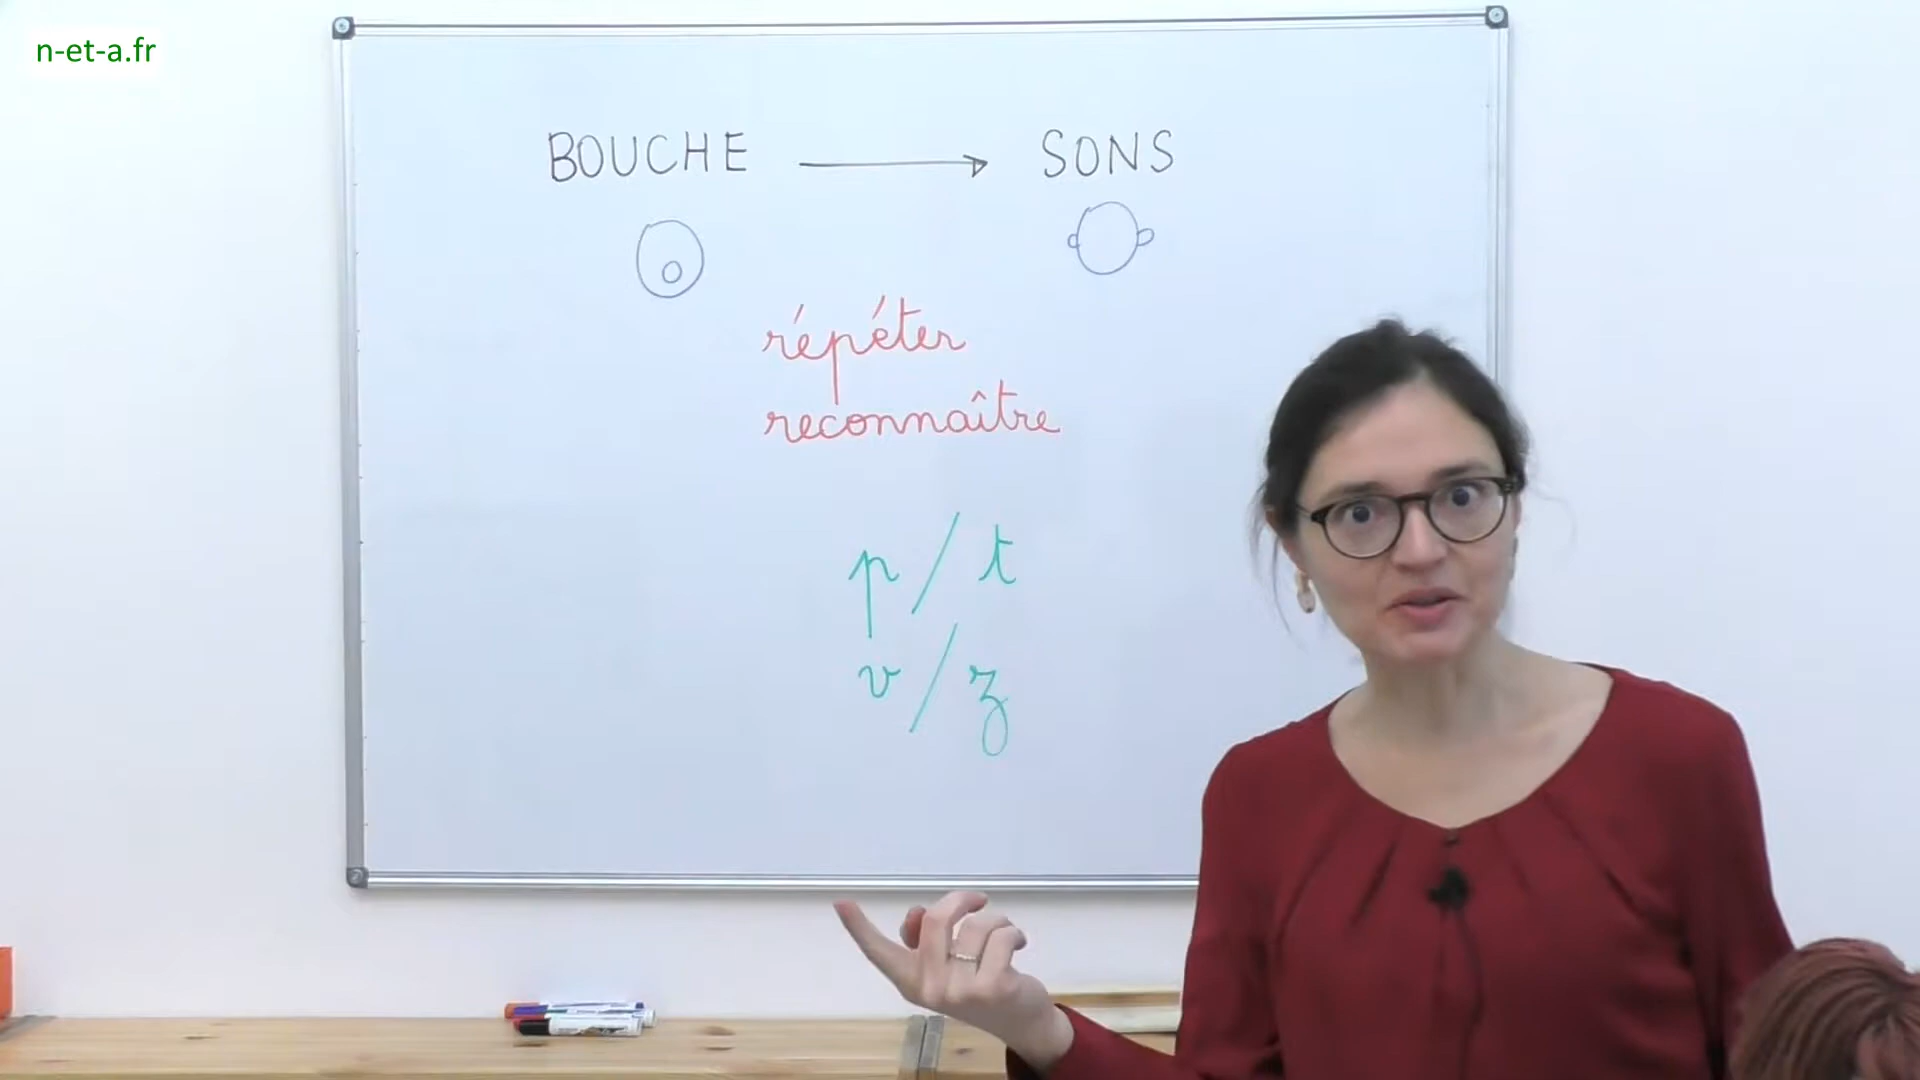 n-et-a.fr
BOUCHE → SONS
répéter
reconnaître
p / t
v / z